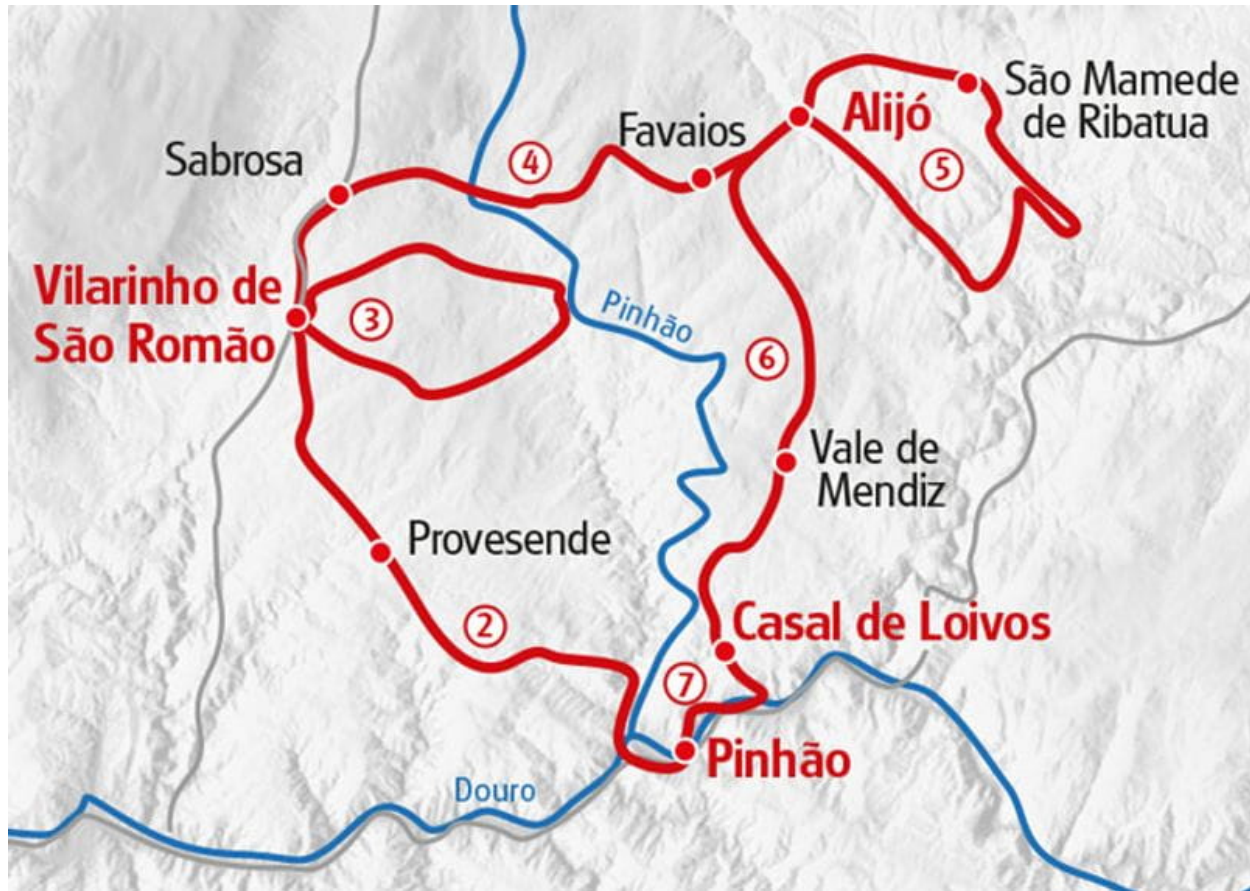 São Mamede
de Ribatua
Alijó
Favaios
Sabrosa
4
5
Vilarinho de
São Romão
3
Pinhão
6
Vale de
Mendiz
Provesende
2
Casal de Loivos
7
Pinhão
Douro